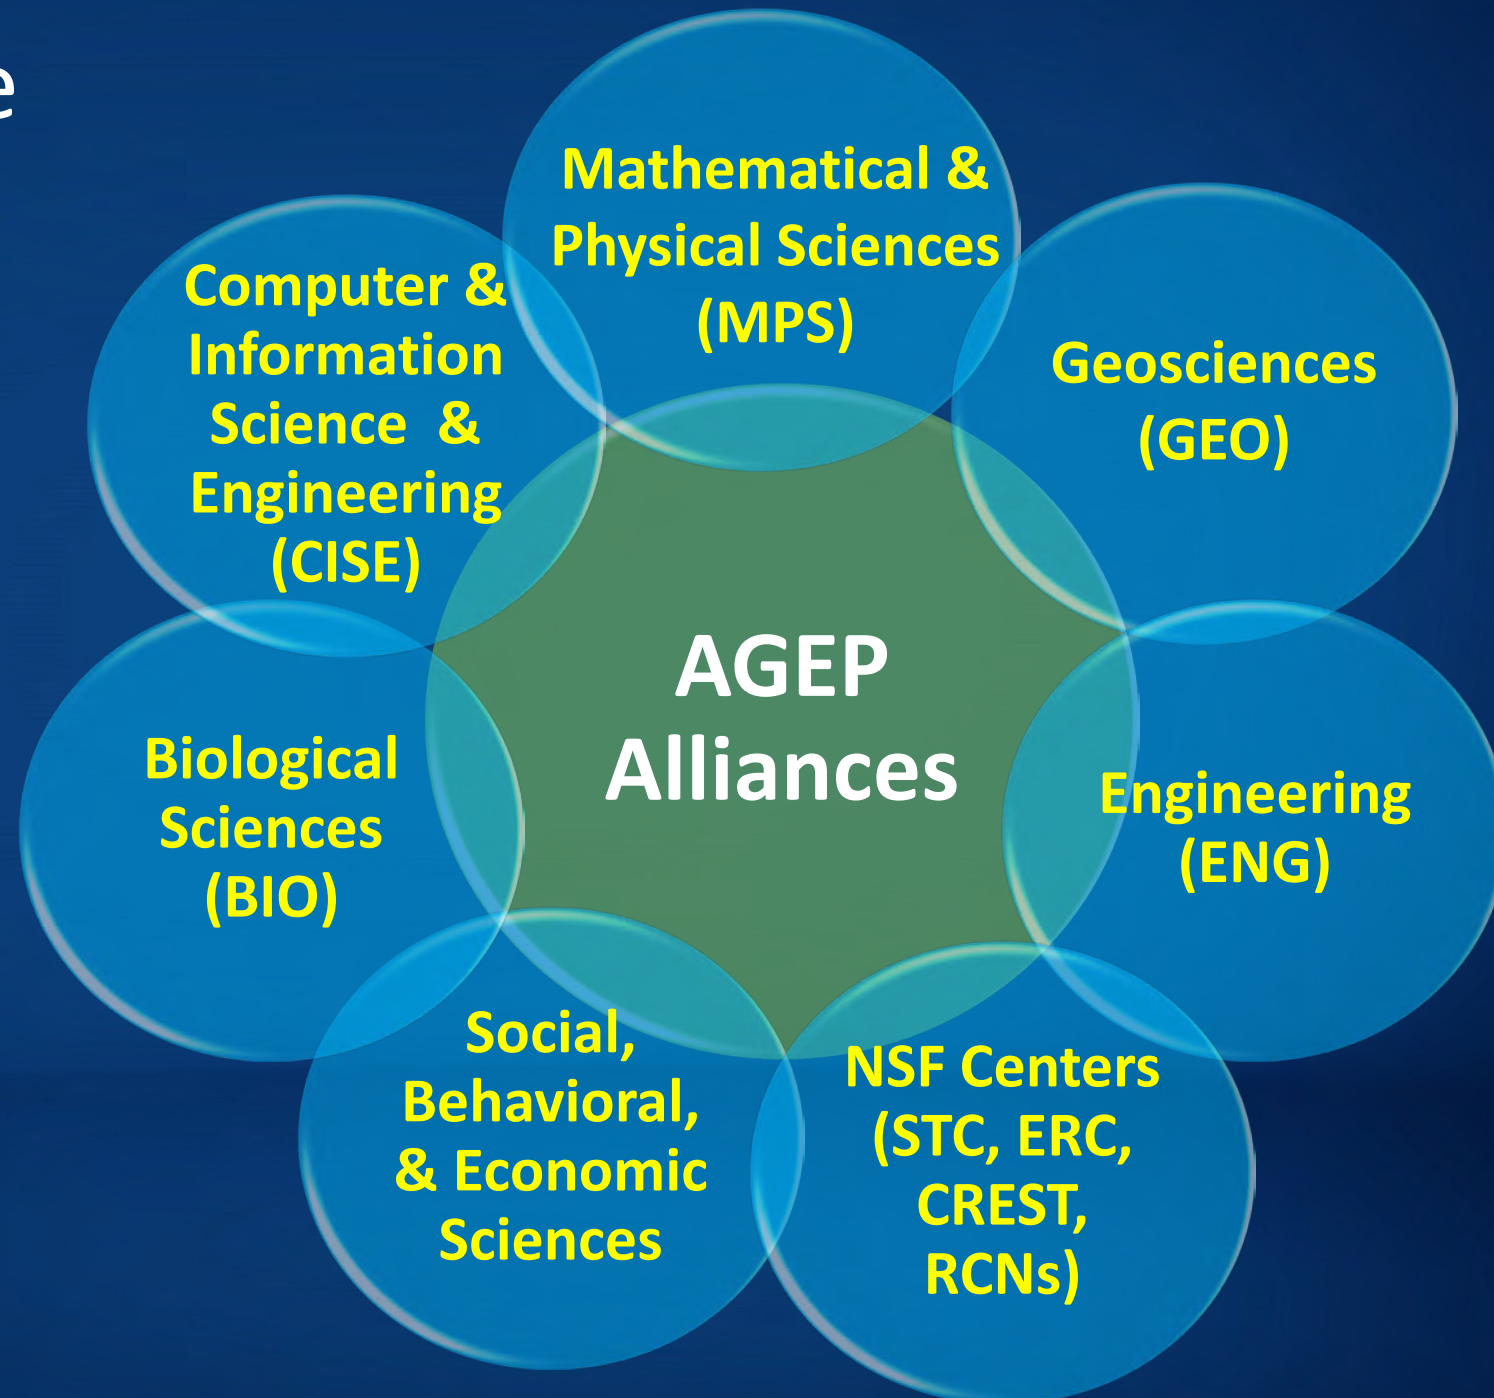 e
Mathematical &
Physical Sciences
(MPS)
Computer &
Information
Science &
Engineering
(CISE)
Geosciences
(GEO)
AGEP
Alliances
Biological
Sciences
(BIO)
Engineering
(ENG)
Social,
Behavioral,
& Economic
Sciences
NSF Centers
(STC, ERC,
CREST,
RCNs)